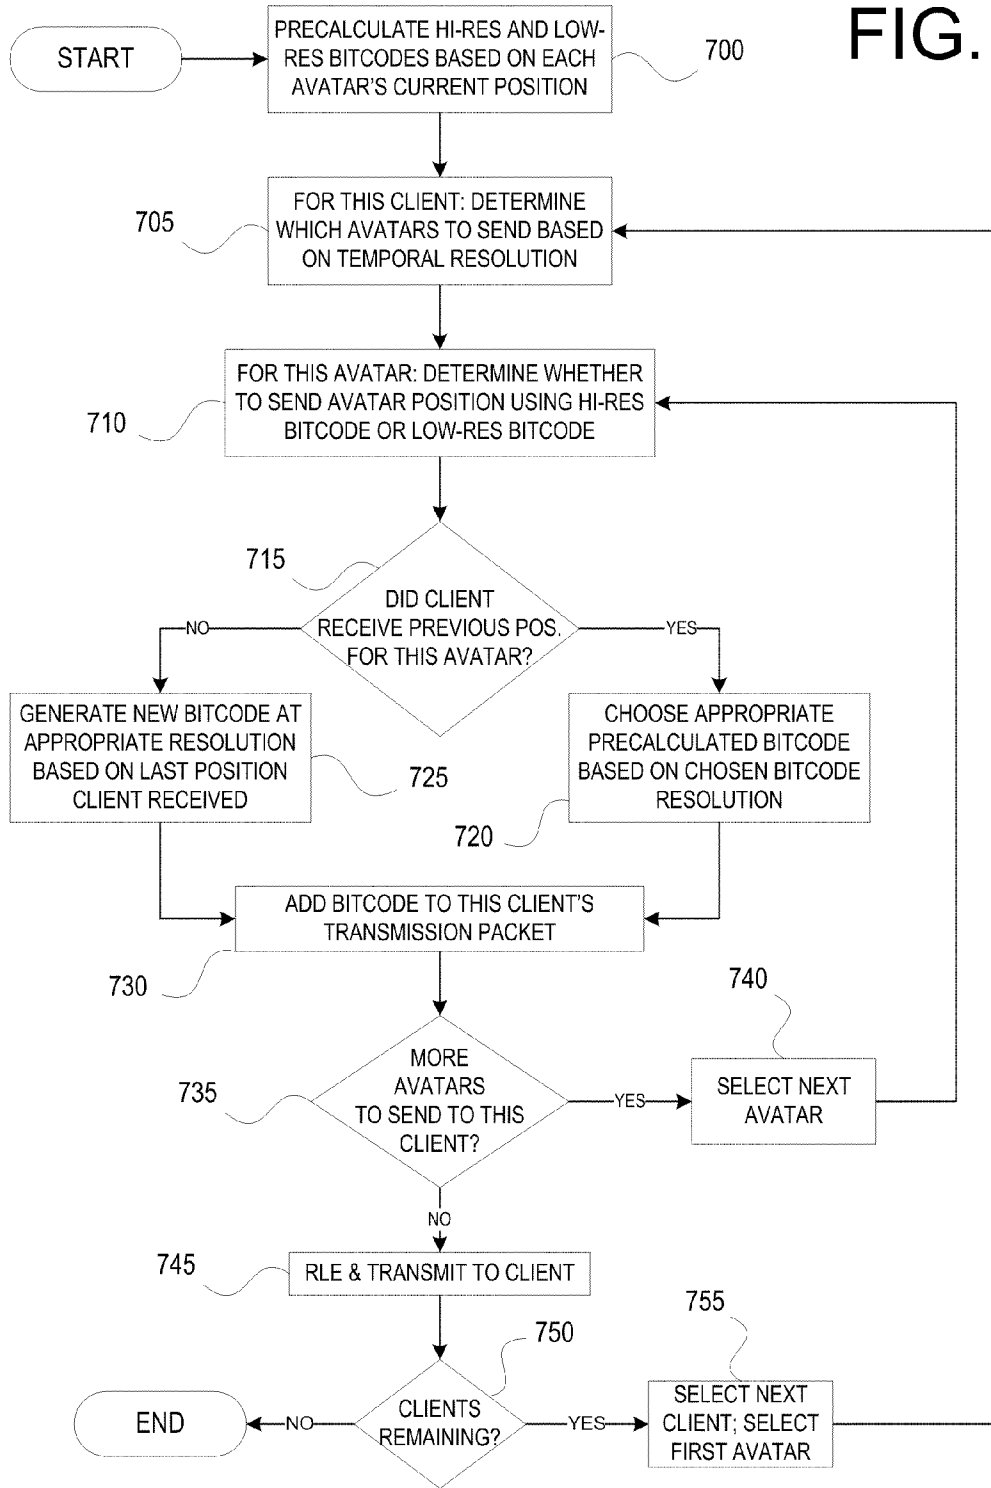 FIG.
START
PRECALCULATE HI-RES AND LOW-
RES BITCODES BASED ON EACH
AVATAR'S CURRENT POSITION
700
FOR THIS CLIENT: DETERMINE
WHICH AVATARS TO SEND BASED
ON TEMPORAL RESOLUTION
705
FOR THIS AVATAR: DETERMINE WHETHER
TO SEND AVATAR POSITION USING HI-RES
BITCODE OR LOW-RES BITCODE
710
715
DID CLIENT
RECEIVE PREVIOUS POS.
FOR THIS AVATAR?
NO
YES
GENERATE NEW BITCODE AT
APPROPRIATE RESOLUTION
BASED ON LAST POSITION
CLIENT RECEIVED
725
CHOOSE APPROPRIATE
PRECALCULATED BITCODE
BASED ON CHOSEN BITCODE
RESOLUTION
720
ADD BITCODE TO THIS CLIENT'S
TRANSMISSION PACKET
730
735
MORE
AVATARS
TO SEND TO THIS
CLIENT?
YES
740
SELECT NEXT
AVATAR
NO
745
RLE & TRANSMIT TO CLIENT
750
CLIENTS
REMAINING?
NO
END
YES
755
SELECT NEXT
CLIENT; SELECT
FIRST AVATAR